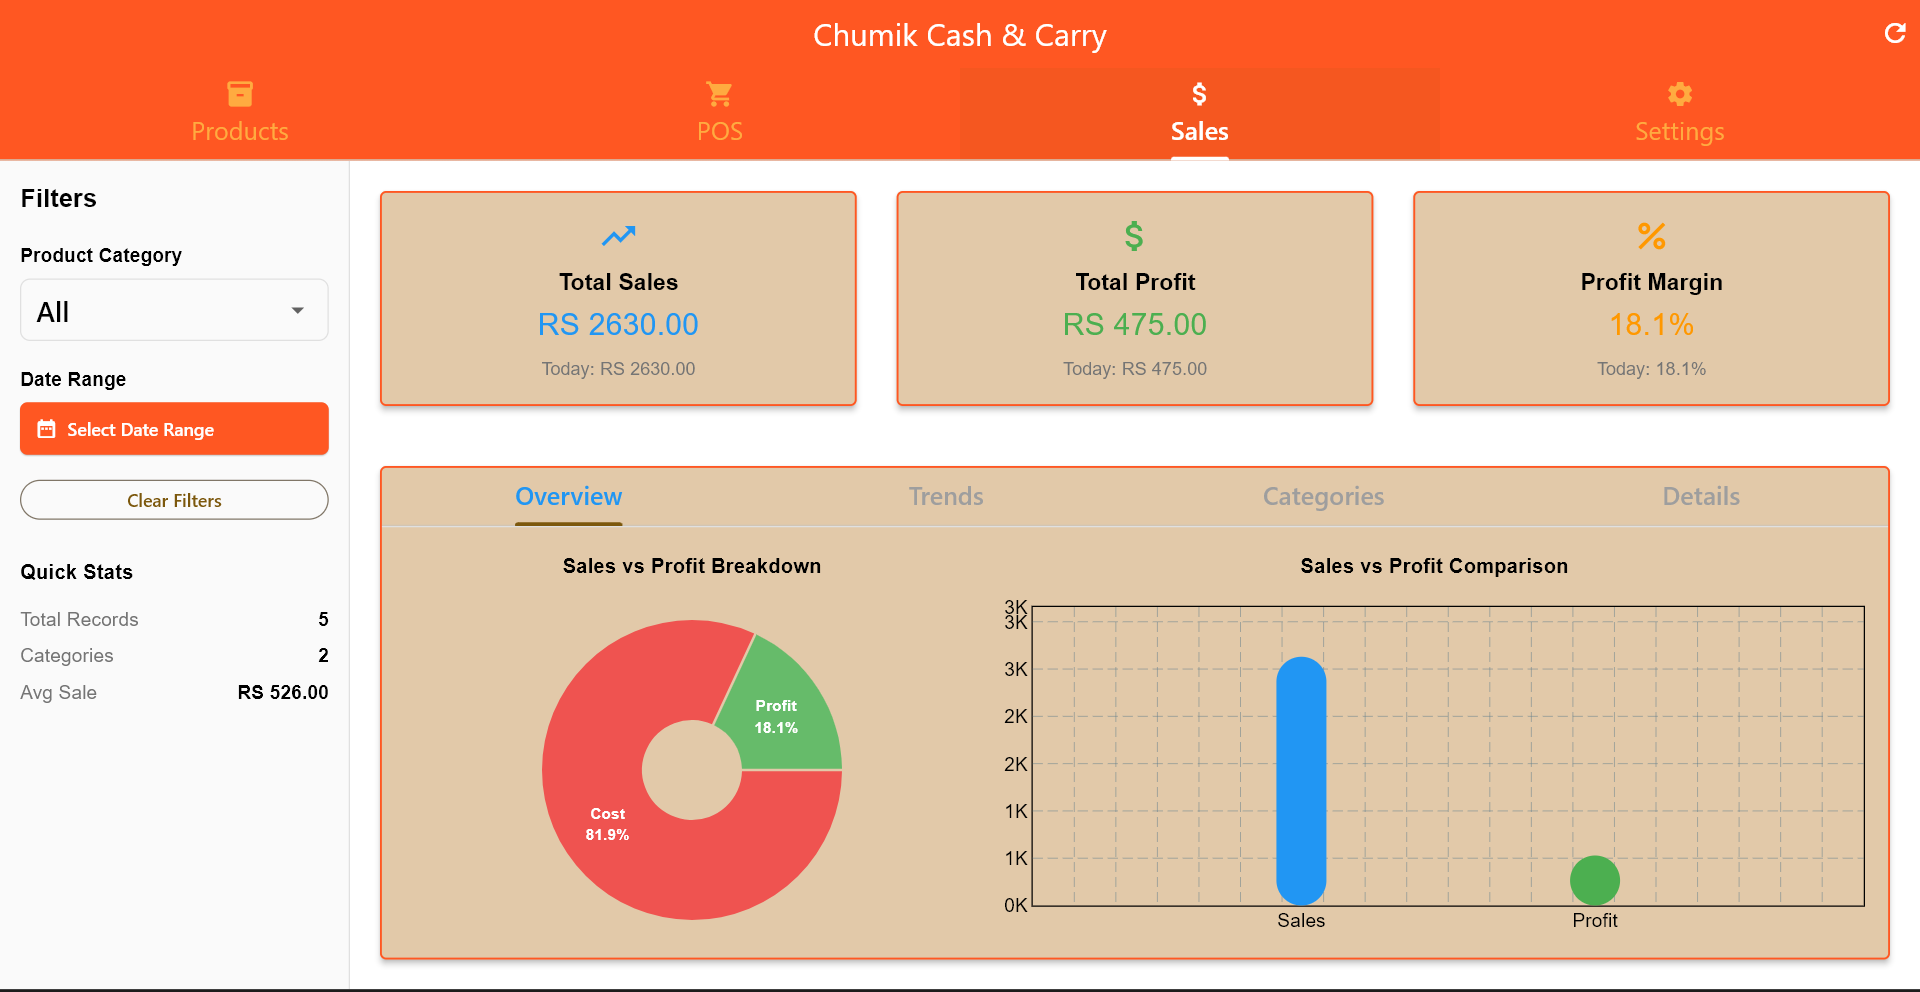 Chumik Cash & Carry
Products
POS
$
Sales
Settings
Filters
Product Category
All
Date Range
Select Date Range
Clear Filters
Quick Stats
Total Records 5
Categories 2
Avg Sale RS 526.00
Total Sales
RS 2630.00
Today: RS 2630.00
$
Total Profit
RS 475.00
Today: RS 475.00
%
Profit Margin
18.1%
Today: 18.1%
Overview Trends Categories Details
Sales vs Profit Breakdown
Profit
18.1%
Cost
81.9%
Sales vs Profit Comparison
3K
3K
3K
2K
2K
1K
1K
0K
Sales Profit